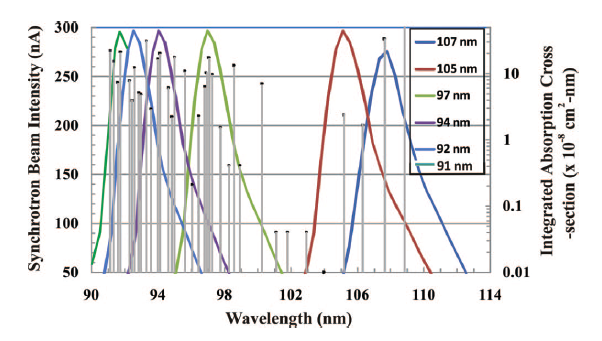 300
250
200
150
100
50
Synchrotron Beam Intensity (nA)
107 nm
105 nm
97 nm
94 nm
92 nm
91 nm
10
1
0.1
0.01
Integrated Absorption Cross
-section (x 10⁻⁸ cm²-nm)
90 94 98 102 106 110 114
Wavelength (nm)